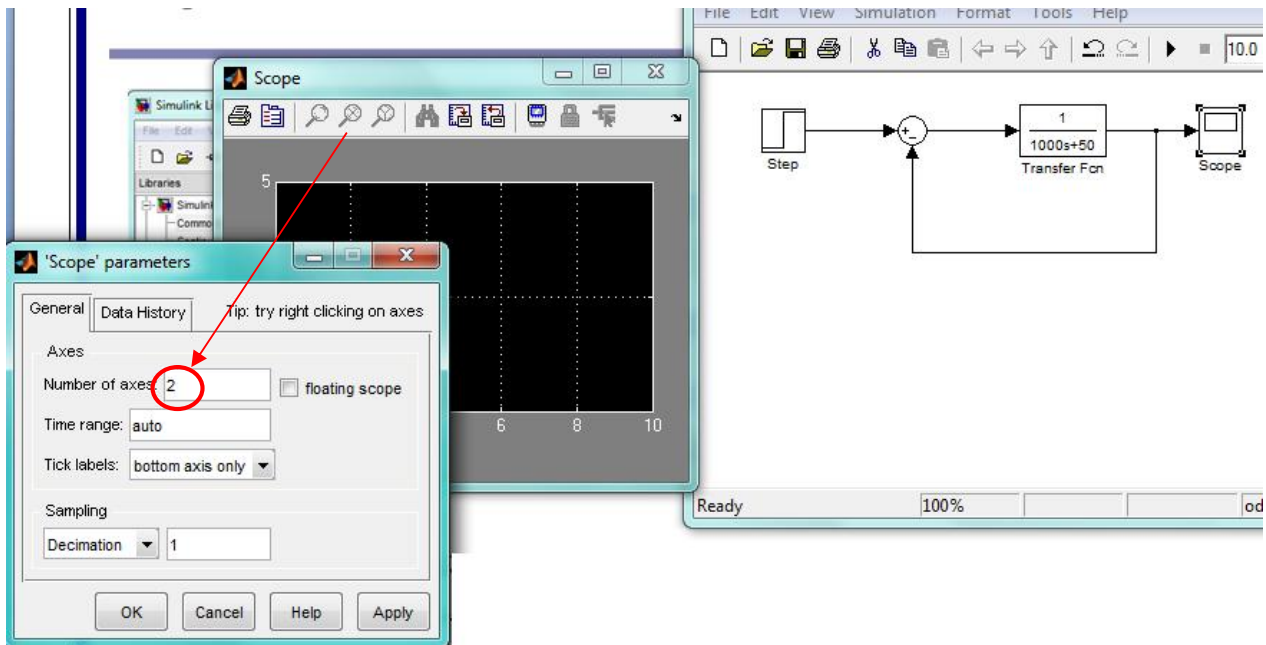 File Edit View Simulation Format Tools Help
10.0
Scope
Simulink Li
File Edit
Libraries
Simulin
Commo
5
6 8 10
Step
+
-
1
1000s+50
Transfer Fcn
Scope
'Scope' parameters
General Data History Tip: try right clicking on axes
Axes
Number of axes: 2 floating scope
Time range: auto
Tick labels: bottom axis only
Sampling
Decimation 1
OK Cancel Help Apply
Ready 100% od